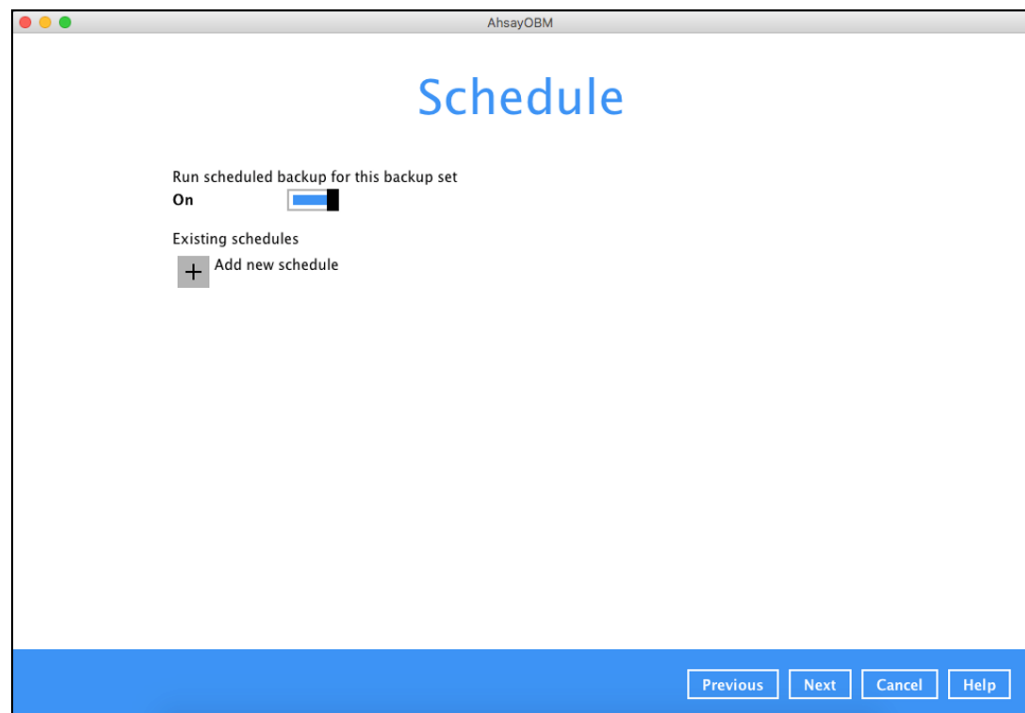 AhsayOBM
Schedule
Run scheduled backup for this backup set
On
Existing schedules
Add new schedule
Previous Next Cancel Help